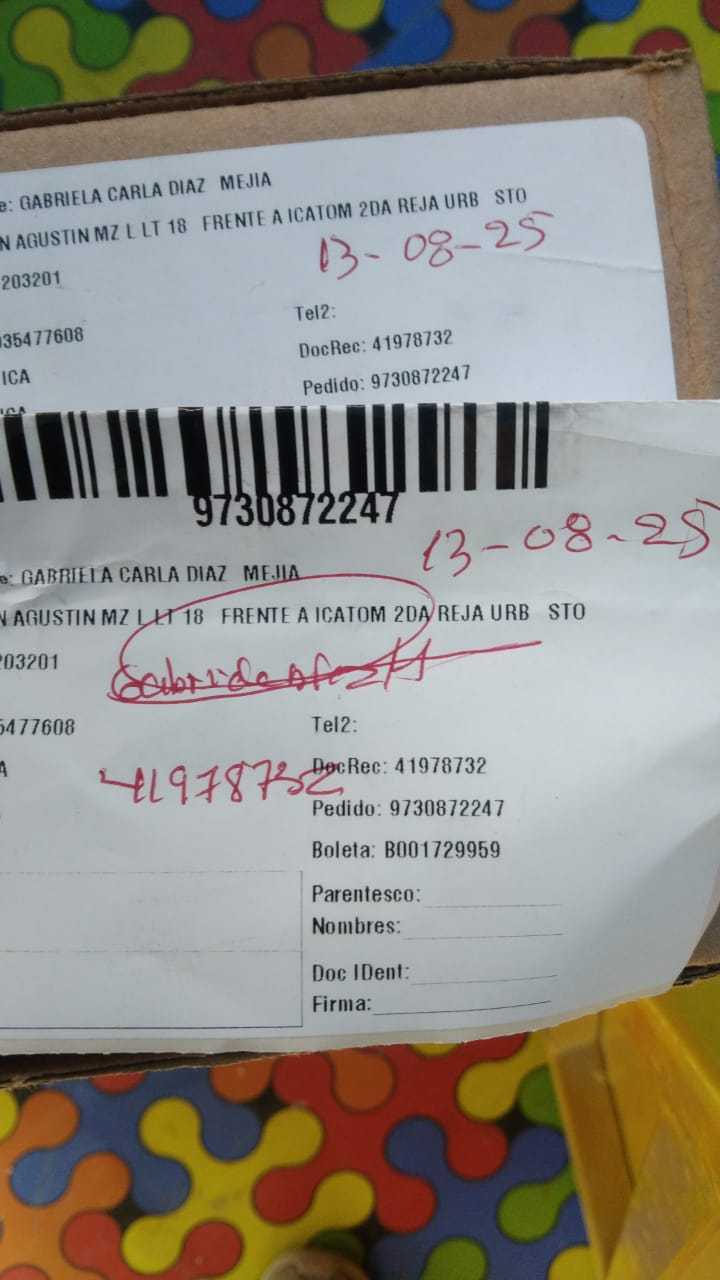 e: GABRIELA CARLA DIAZ MEJIA
N AGUSTIN MZ L LT 18 FRENTE A ICATOM 2DA REJA URB STO
13-08-25
203201
Tel2:
035477608
DocRec: 41978732
ICA
Pedido: 9730872247
ICA
9730872247
13-08-25
e: GABRIELA CARLA DIAZ MEJIA
N AGUSTIN MZ L LT 18 FRENTE A ICATOM 2DA REJA URB STO
203201
5477608
Tel2:
A
DocRec: 41978732
41978732
Pedido: 9730872247
Boleta: B001729959
Parentesco:
Nombres:
Doc IDent:
Firma: